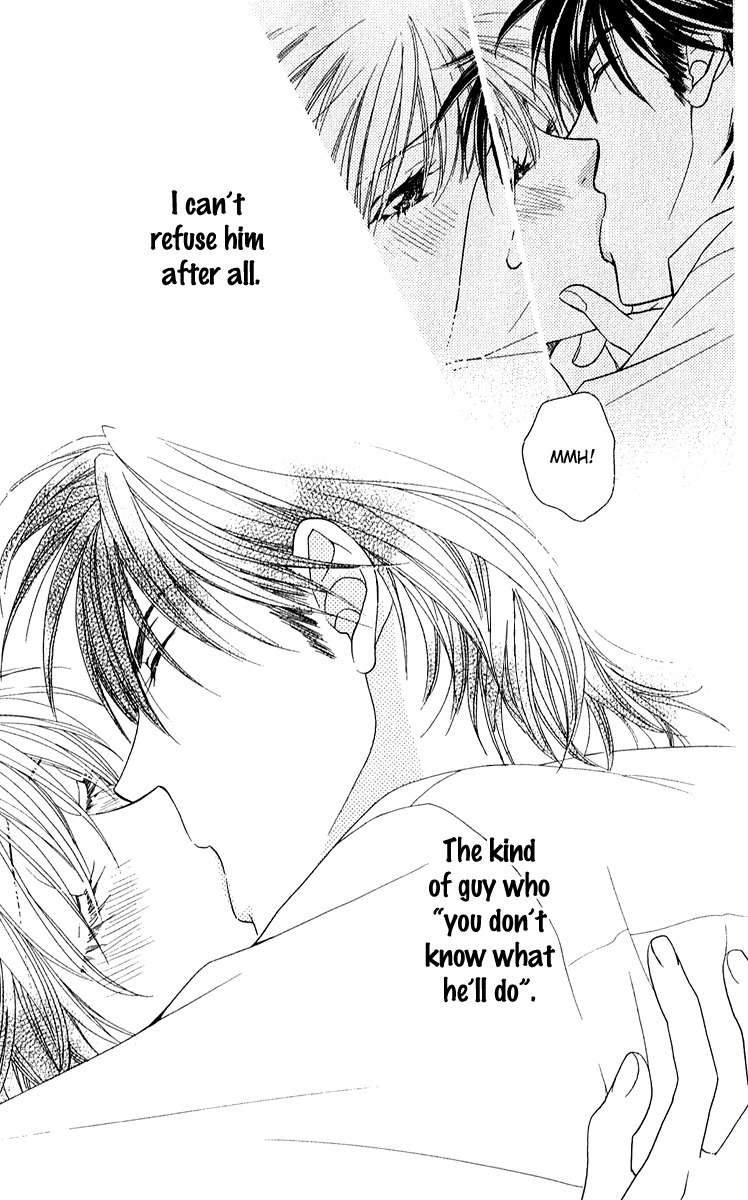 I can't
refuse him
after all.
MMH!
The kind
of guy who
"you don't
know what
he'll do".